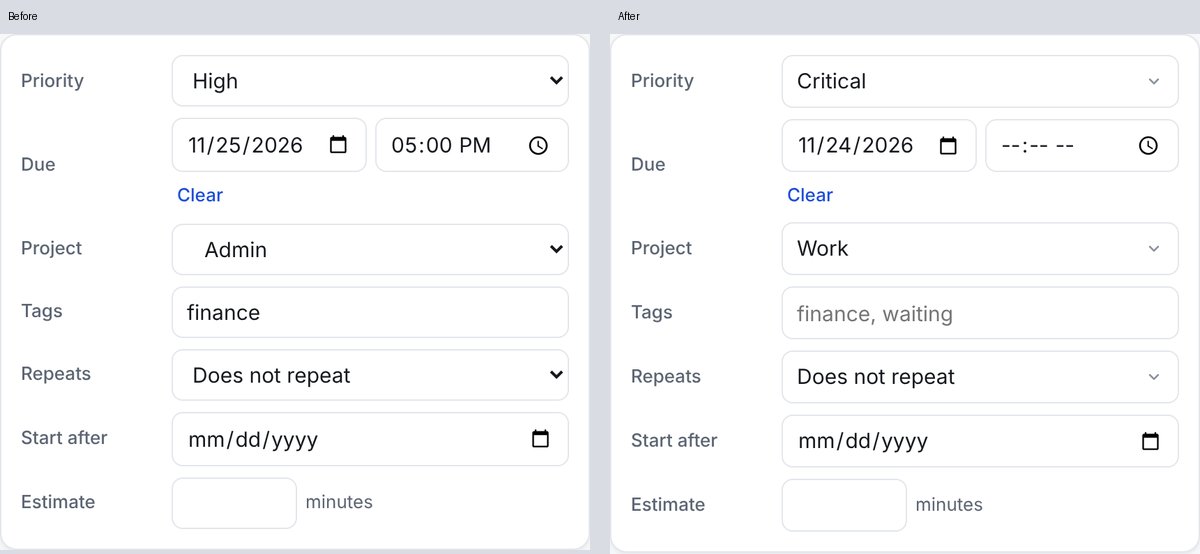 Before
Priority
High
Due
11/25/2026
05:00 PM
Clear
Project
Admin
Tags
finance
Repeats
Does not repeat
Start after
mm/dd/yyyy
Estimate
minutes
After
Priority
Critical
Due
11/24/2026
--:-- --
Clear
Project
Work
Tags
finance, waiting
Repeats
Does not repeat
Start after
mm/dd/yyyy
Estimate
minutes